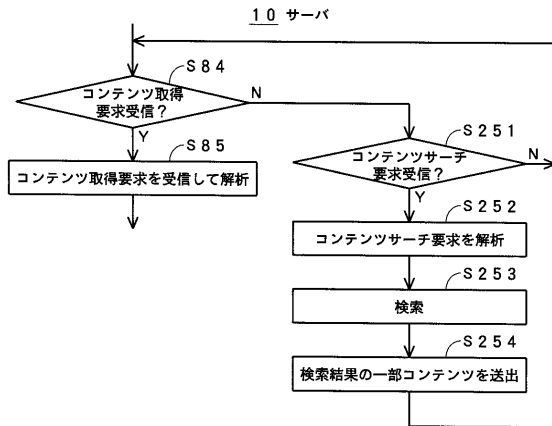 10 サーバ
S84
コンテンツ取得
要求受信?
N
Y
S85
コンテンツ取得要求を受信して解析
S251
コンテンツサーチ
要求受信?
N
Y
S252
コンテンツサーチ要求を解析
S253
検索
S254
検索結果の一部コンテンツを送出